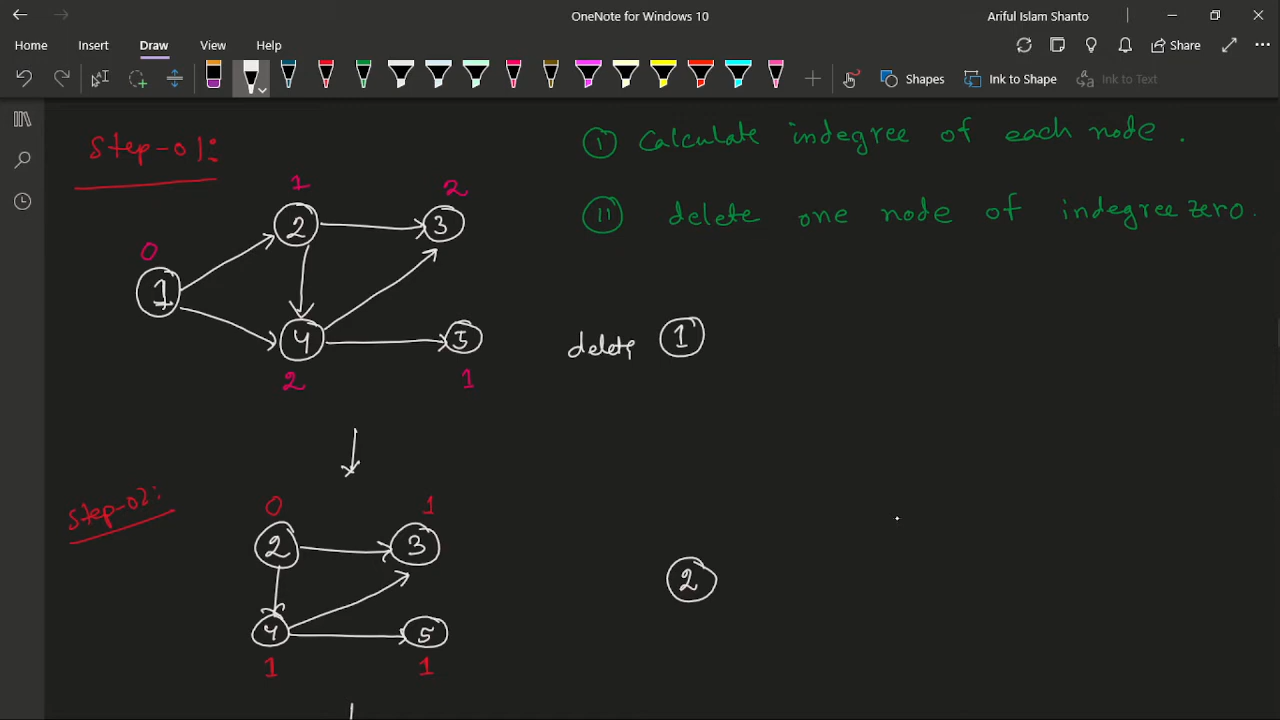 OneNote for Windows 10
Ariful Islam Shanto
Home Insert Draw View Help
Share
Shapes
Ink to Shape
Ink to Text
Step-01:
I Calculate indegree of each node.
II delete one node of indegree zero.
1 2
0
2 3
1
4 5
2 1
delete 1
Step-02:
0 1
2 3
2
4 5
1 1